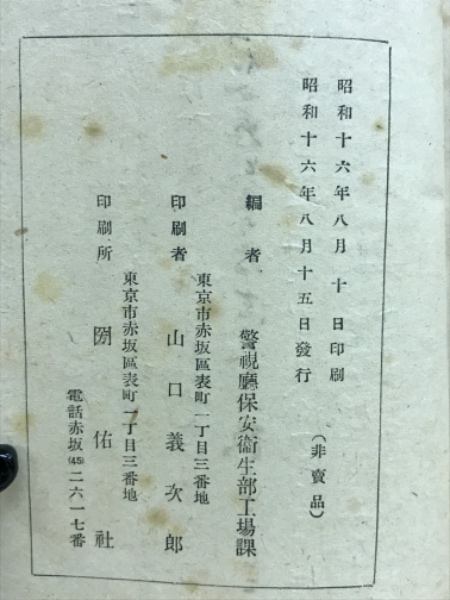 昭和十六年八月十日印刷
昭和十六年八月十五日發行
（非賣品）
編者 警視廳保安衞生部工場課
東京市赤坂區表町一丁目三番地
印刷者 山口義次郎
東京市赤坂區表町一丁目三番地
印刷所 佑社
電話赤坂(45)二六一七番